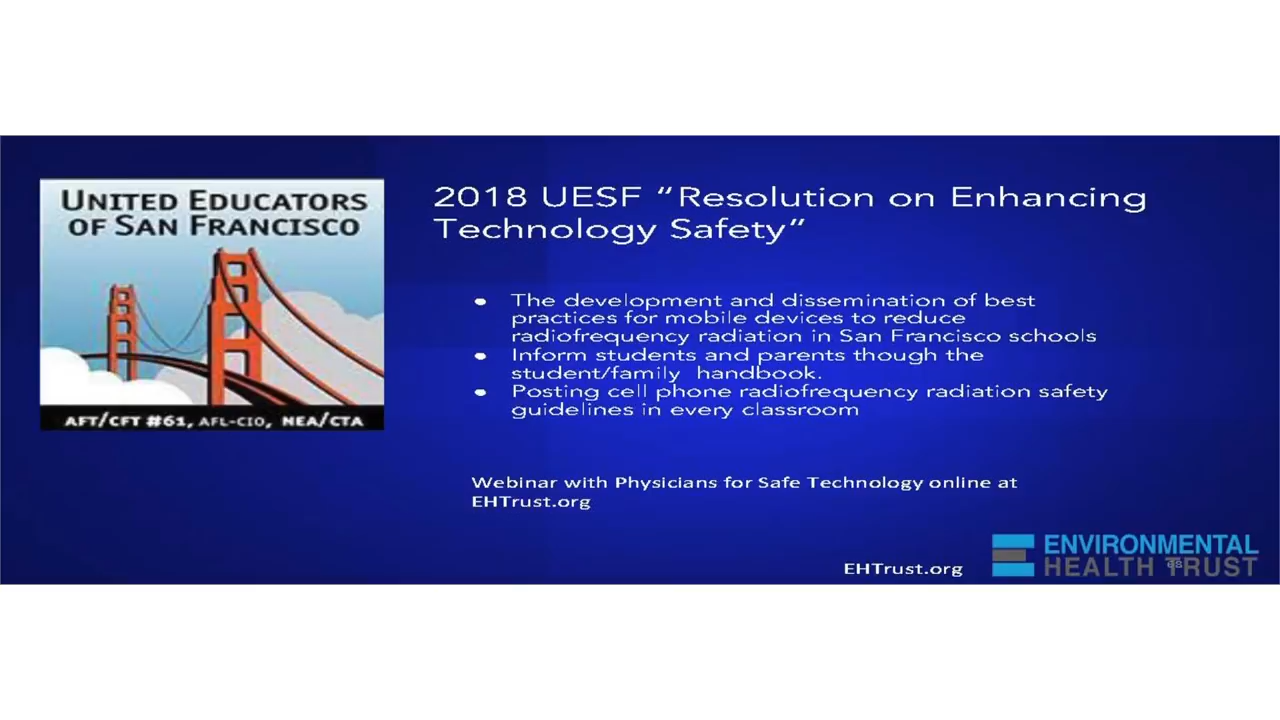 UNITED EDUCATORS
OF SAN FRANCISCO
AFT/CFT #61, AFL-CIO, NEA/CTA
2018 UESF “Resolution on Enhancing
Technology Safety”
● The development and dissemination of best
practices for mobile devices to reduce
radiofrequency radiation in San Francisco schools
● Inform students and parents though the
student/family handbook.
● Posting cell phone radiofrequency radiation safety
guidelines in every classroom
Webinar with Physicians for Safe Technology online at
EHTrust.org
EHTrust.org
ENVIRONMENTAL
HEALTH TRUST